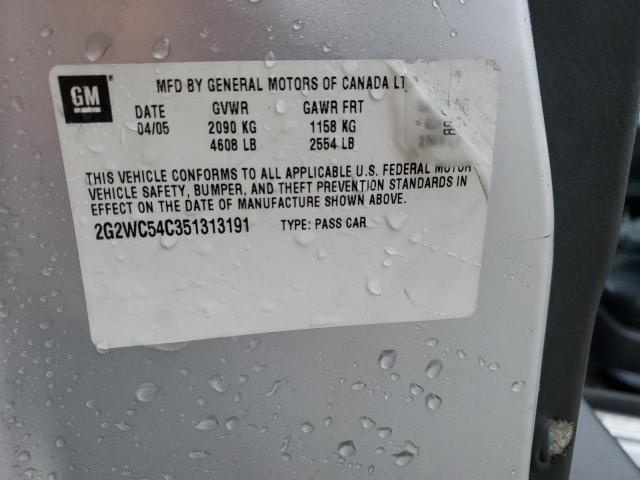 GM
MFD BY GENERAL MOTORS OF CANADA LT
DATE GVWR GAWR FRT
04/05 2090 KG 1158 KG
4608 LB 2554 LB
THIS VEHICLE CONFORMS TO ALL APPLICABLE U.S. FEDERAL MOTOR
VEHICLE SAFETY, BUMPER, AND THEFT PREVENTION STANDARDS IN
EFFECT ON THE DATE OF MANUFACTURE SHOWN ABOVE.
2G2WC54C351313191 TYPE: PASS CAR